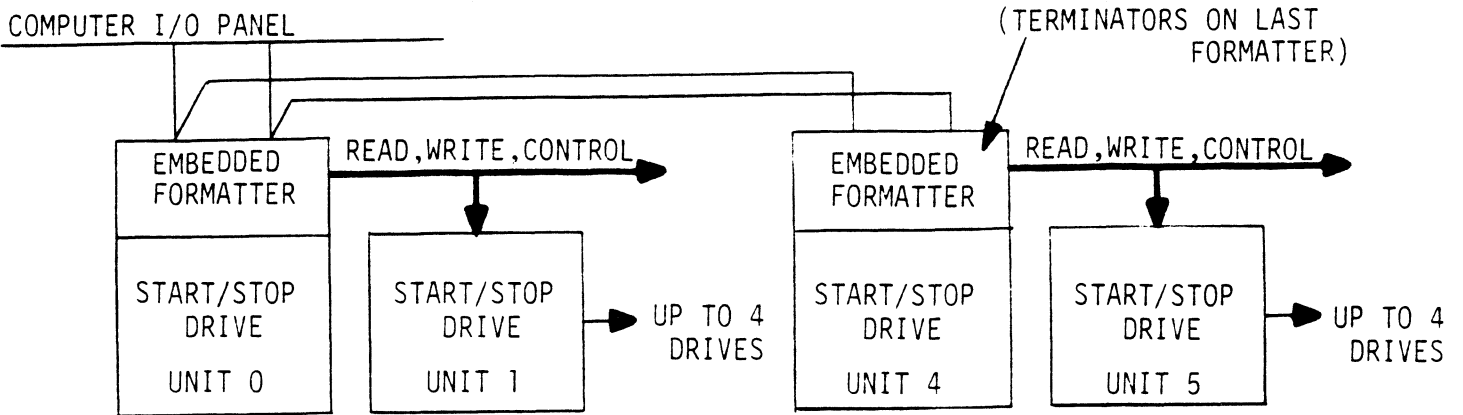 COMPUTER I/O PANEL
(TERMINATORS ON LAST
FORMATTER)
EMBEDDED
FORMATTER
READ,WRITE,CONTROL
START/STOP
DRIVE
UNIT 0
START/STOP
DRIVE
UNIT 1
UP TO 4
DRIVES
EMBEDDED
FORMATTER
READ,WRITE,CONTROL
START/STOP
DRIVE
UNIT 4
START/STOP
DRIVE
UNIT 5
UP TO 4
DRIVES